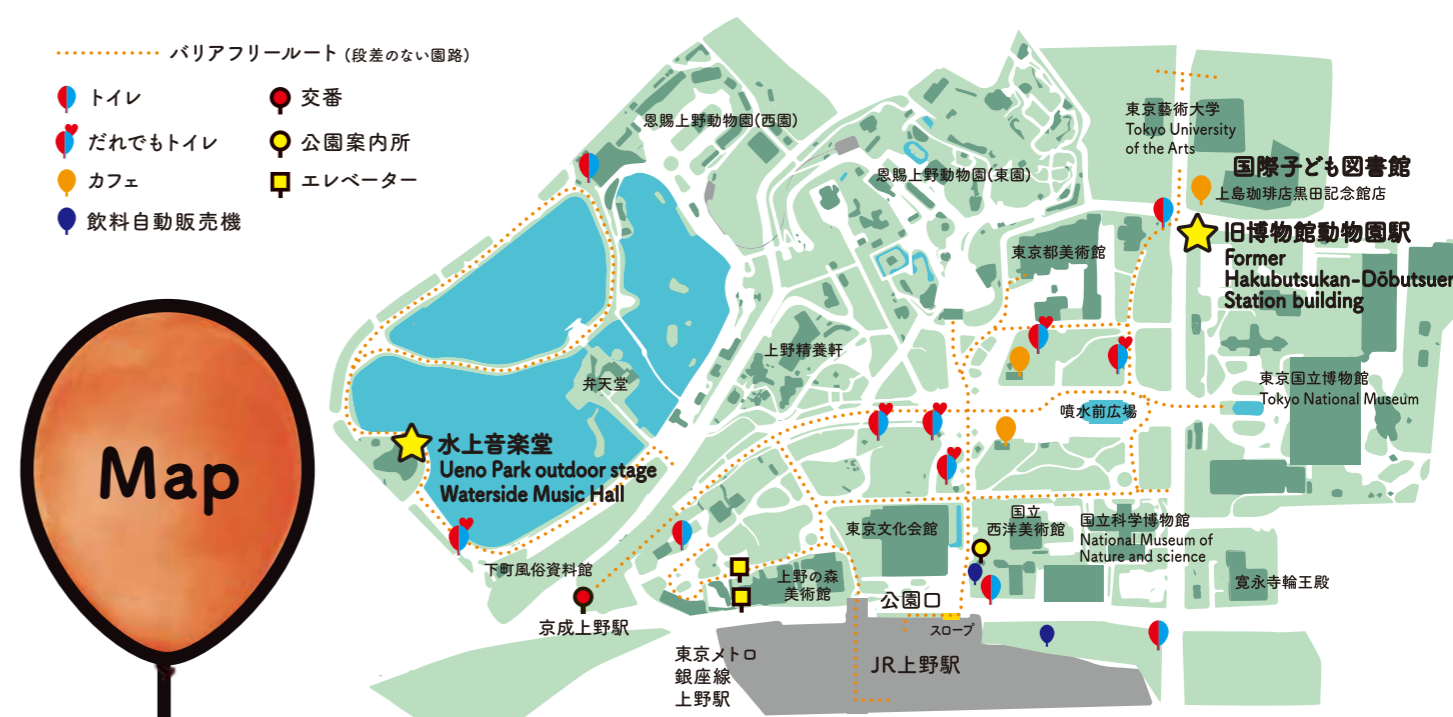 バリアフリールート (段差のない園路)
トイレ
交番
だれでもトイレ
公園案内所
カフェ
エレベーター
飲料自動販売機
Map
恩賜上野動物園(西園)
恩賜上野動物園(東園)
東京藝術大学
Tokyo University
of the Arts
国際子ども図書館
上島珈琲店黒田記念館店
旧博物館動物園駅
Former
Hakubutsukan-Dōbutsuen
Station building
東京都美術館
上野精養軒
弁天堂
噴水前広場
東京国立博物館
Tokyo National Museum
水上音楽堂
Ueno Park outdoor stage
Waterside Music Hall
東京文化会館
国立
西洋美術館
国立科学博物館
National Museum of
Nature and science
下町風俗資料館
上野の森
美術館
寛永寺輪王殿
公園口
京成上野駅
スロープ
東京メトロ
銀座線
上野駅
JR上野駅